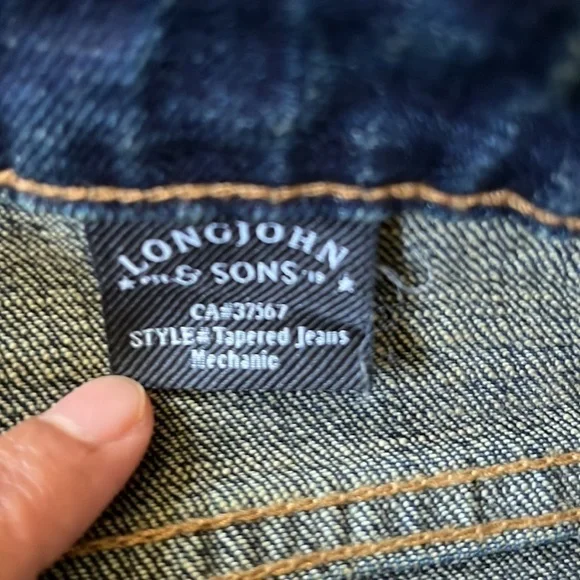 LONGJOHN
& SONS
CA#37567
STYLE# Tapered Jeans
Mechanic